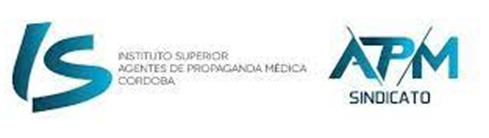 IS
INSTITUTO SUPERIOR
AGENTES DE PROPAGANDA MÉDICA
CORDOBA
APM
SINDICATO